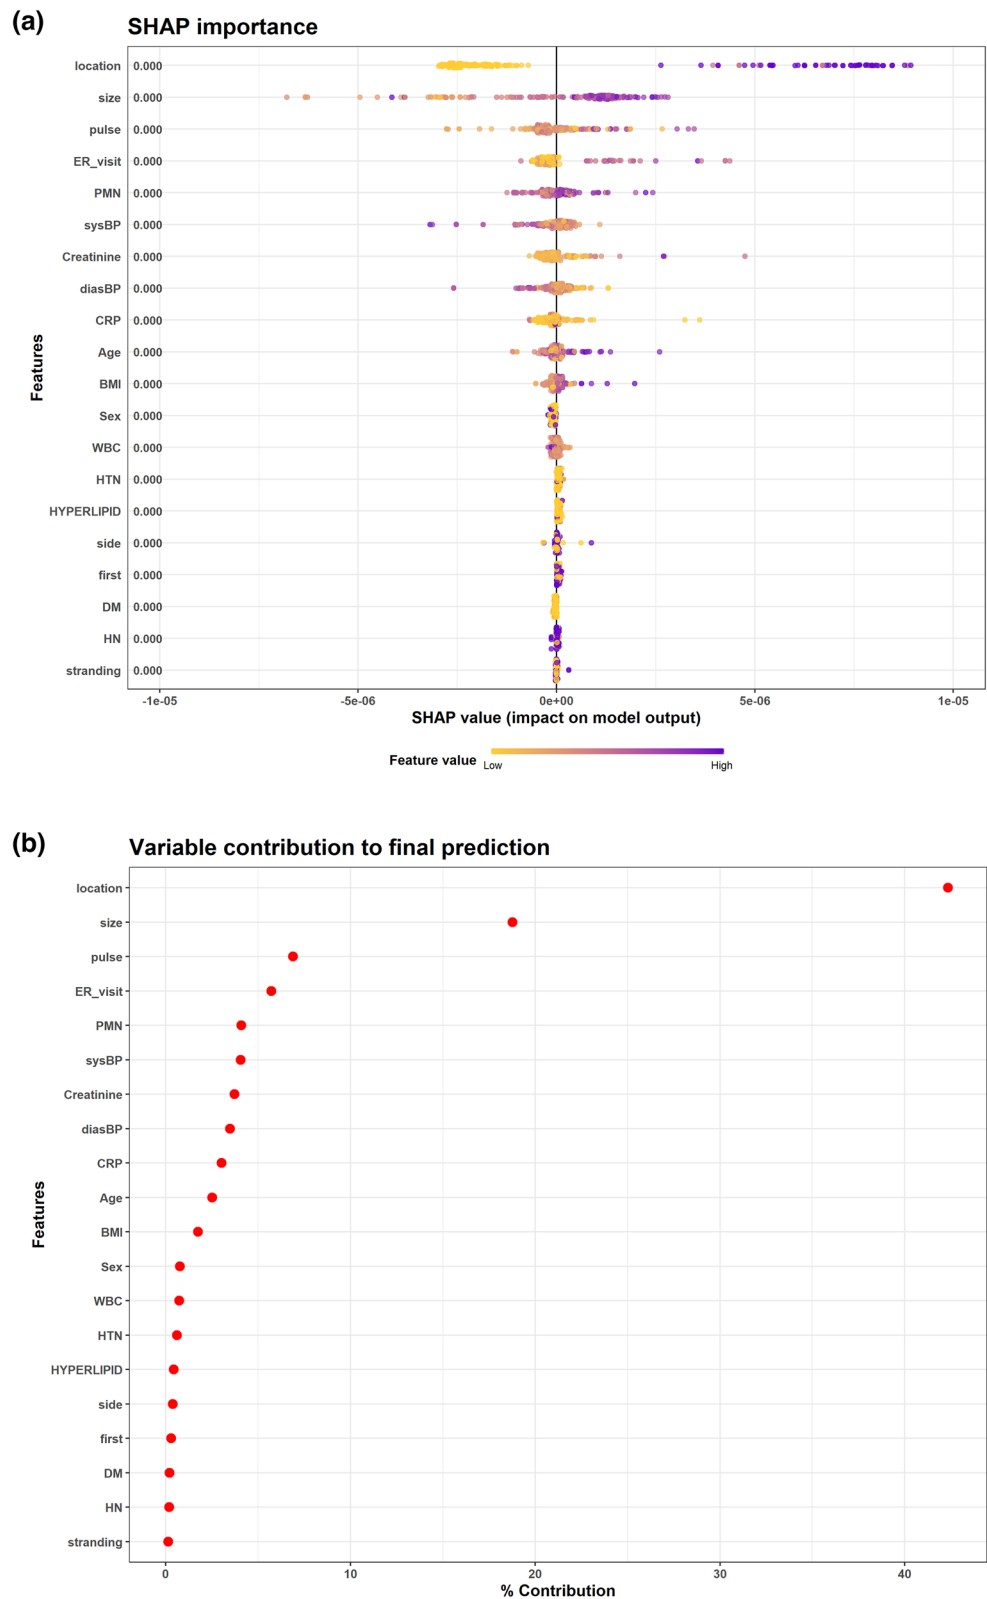 (a)
SHAP importance
Features
location 0.000
size 0.000
pulse 0.000
ER_visit 0.000
PMN 0.000
sysBP 0.000
Creatinine 0.000
diasBP 0.000
CRP 0.000
Age 0.000
BMI 0.000
Sex 0.000
WBC 0.000
HTN 0.000
HYPERLIPID 0.000
side 0.000
first 0.000
DM 0.000
HN 0.000
stranding 0.000
-1e-05 -5e-06 0e+00 5e-06 1e-05
SHAP value (impact on model output)
Feature value
Low High
(b)
Variable contribution to final prediction
Features
location
size
pulse
ER_visit
PMN
sysBP
Creatinine
diasBP
CRP
Age
BMI
Sex
WBC
HTN
HYPERLIPID
side
first
DM
HN
stranding
0 10 20 30 40
% Contribution